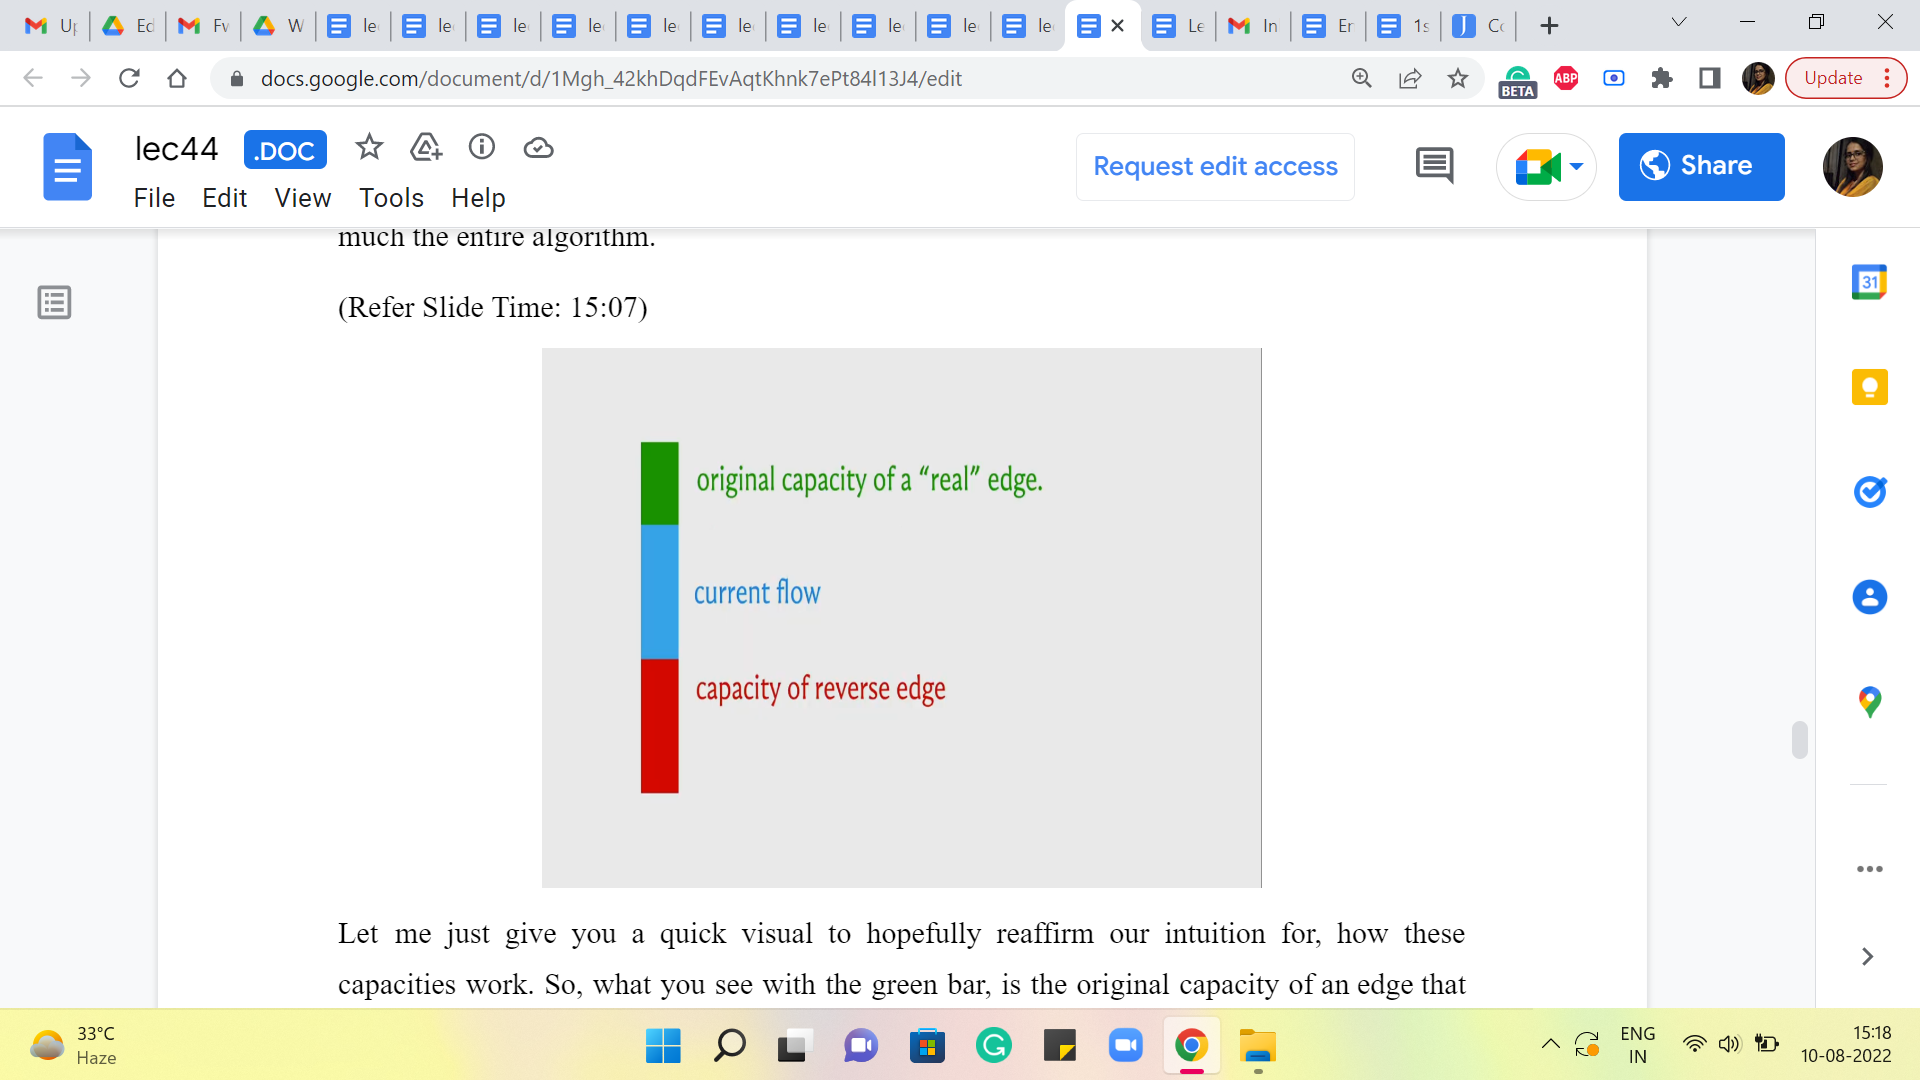 Up
Ed
Fw
W
le
le
le
le
le
le
le
le
le
le
Le
In
Er
1s
Co
docs.google.com/document/d/1Mgh_42khDqdFEvAqtKhnk7ePt84l13J4/edit
BETA
ABP
Update
lec44 .DOC
Request edit access
Share
File Edit View Tools Help
31
much the entire algorithm.
(Refer Slide Time: 15:07)
original capacity of a “real” edge.
current flow
capacity of reverse edge
Let me just give you a quick visual to hopefully reaffirm our intuition for, how these
capacities work. So, what you see with the green bar, is the original capacity of an edge that
33°C
Haze
ENG
IN
15:18
10-08-2022